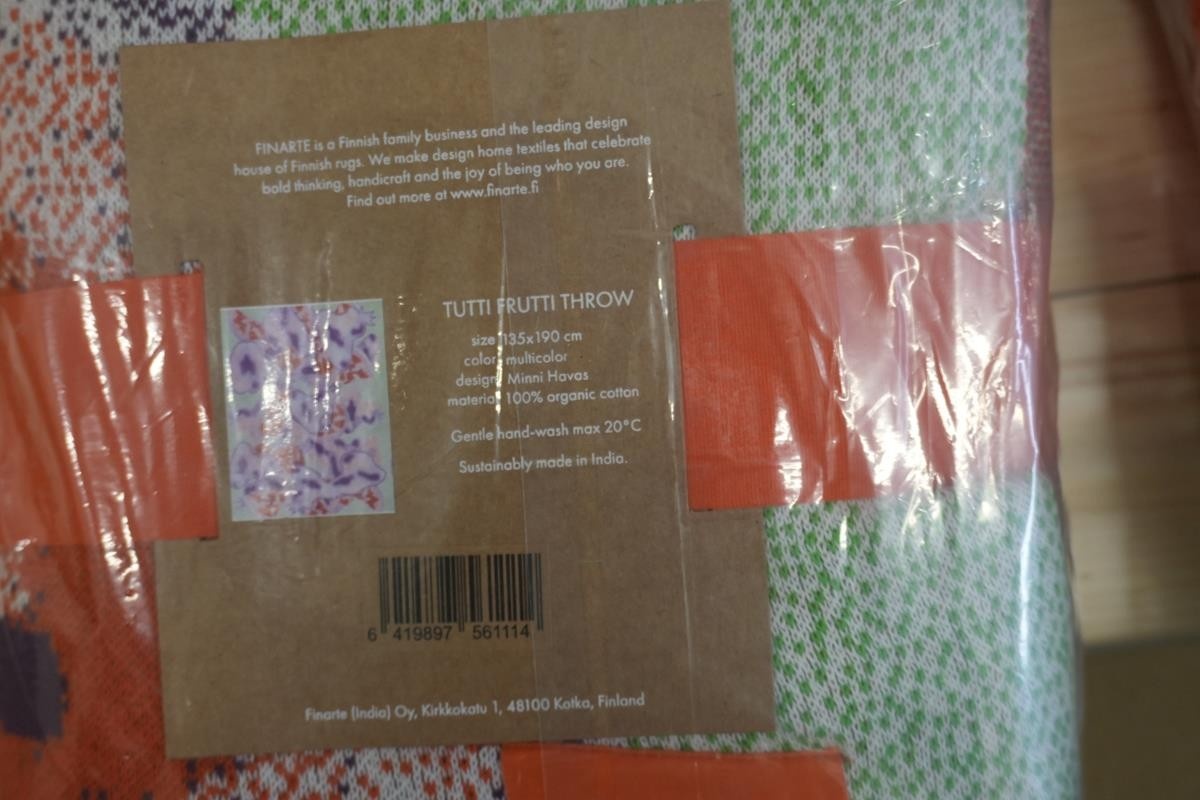 FINARTE is a Finnish family business and the leading design
house of Finnish rugs. We make design home textiles that celebrate
bold thinking, handicraft and the joy of being who you are.
Find out more at www.finarte.fi
TUTTI FRUTTI THROW
size 135x190 cm
color multicolor
design Minni Havas
material 100% organic cotton
Gentle hand-wash max 20°C
Sustainably made in India.
6 419897 561114
Finarte (India) Oy, Kirkkokatu 1, 48100 Kotka, Finland